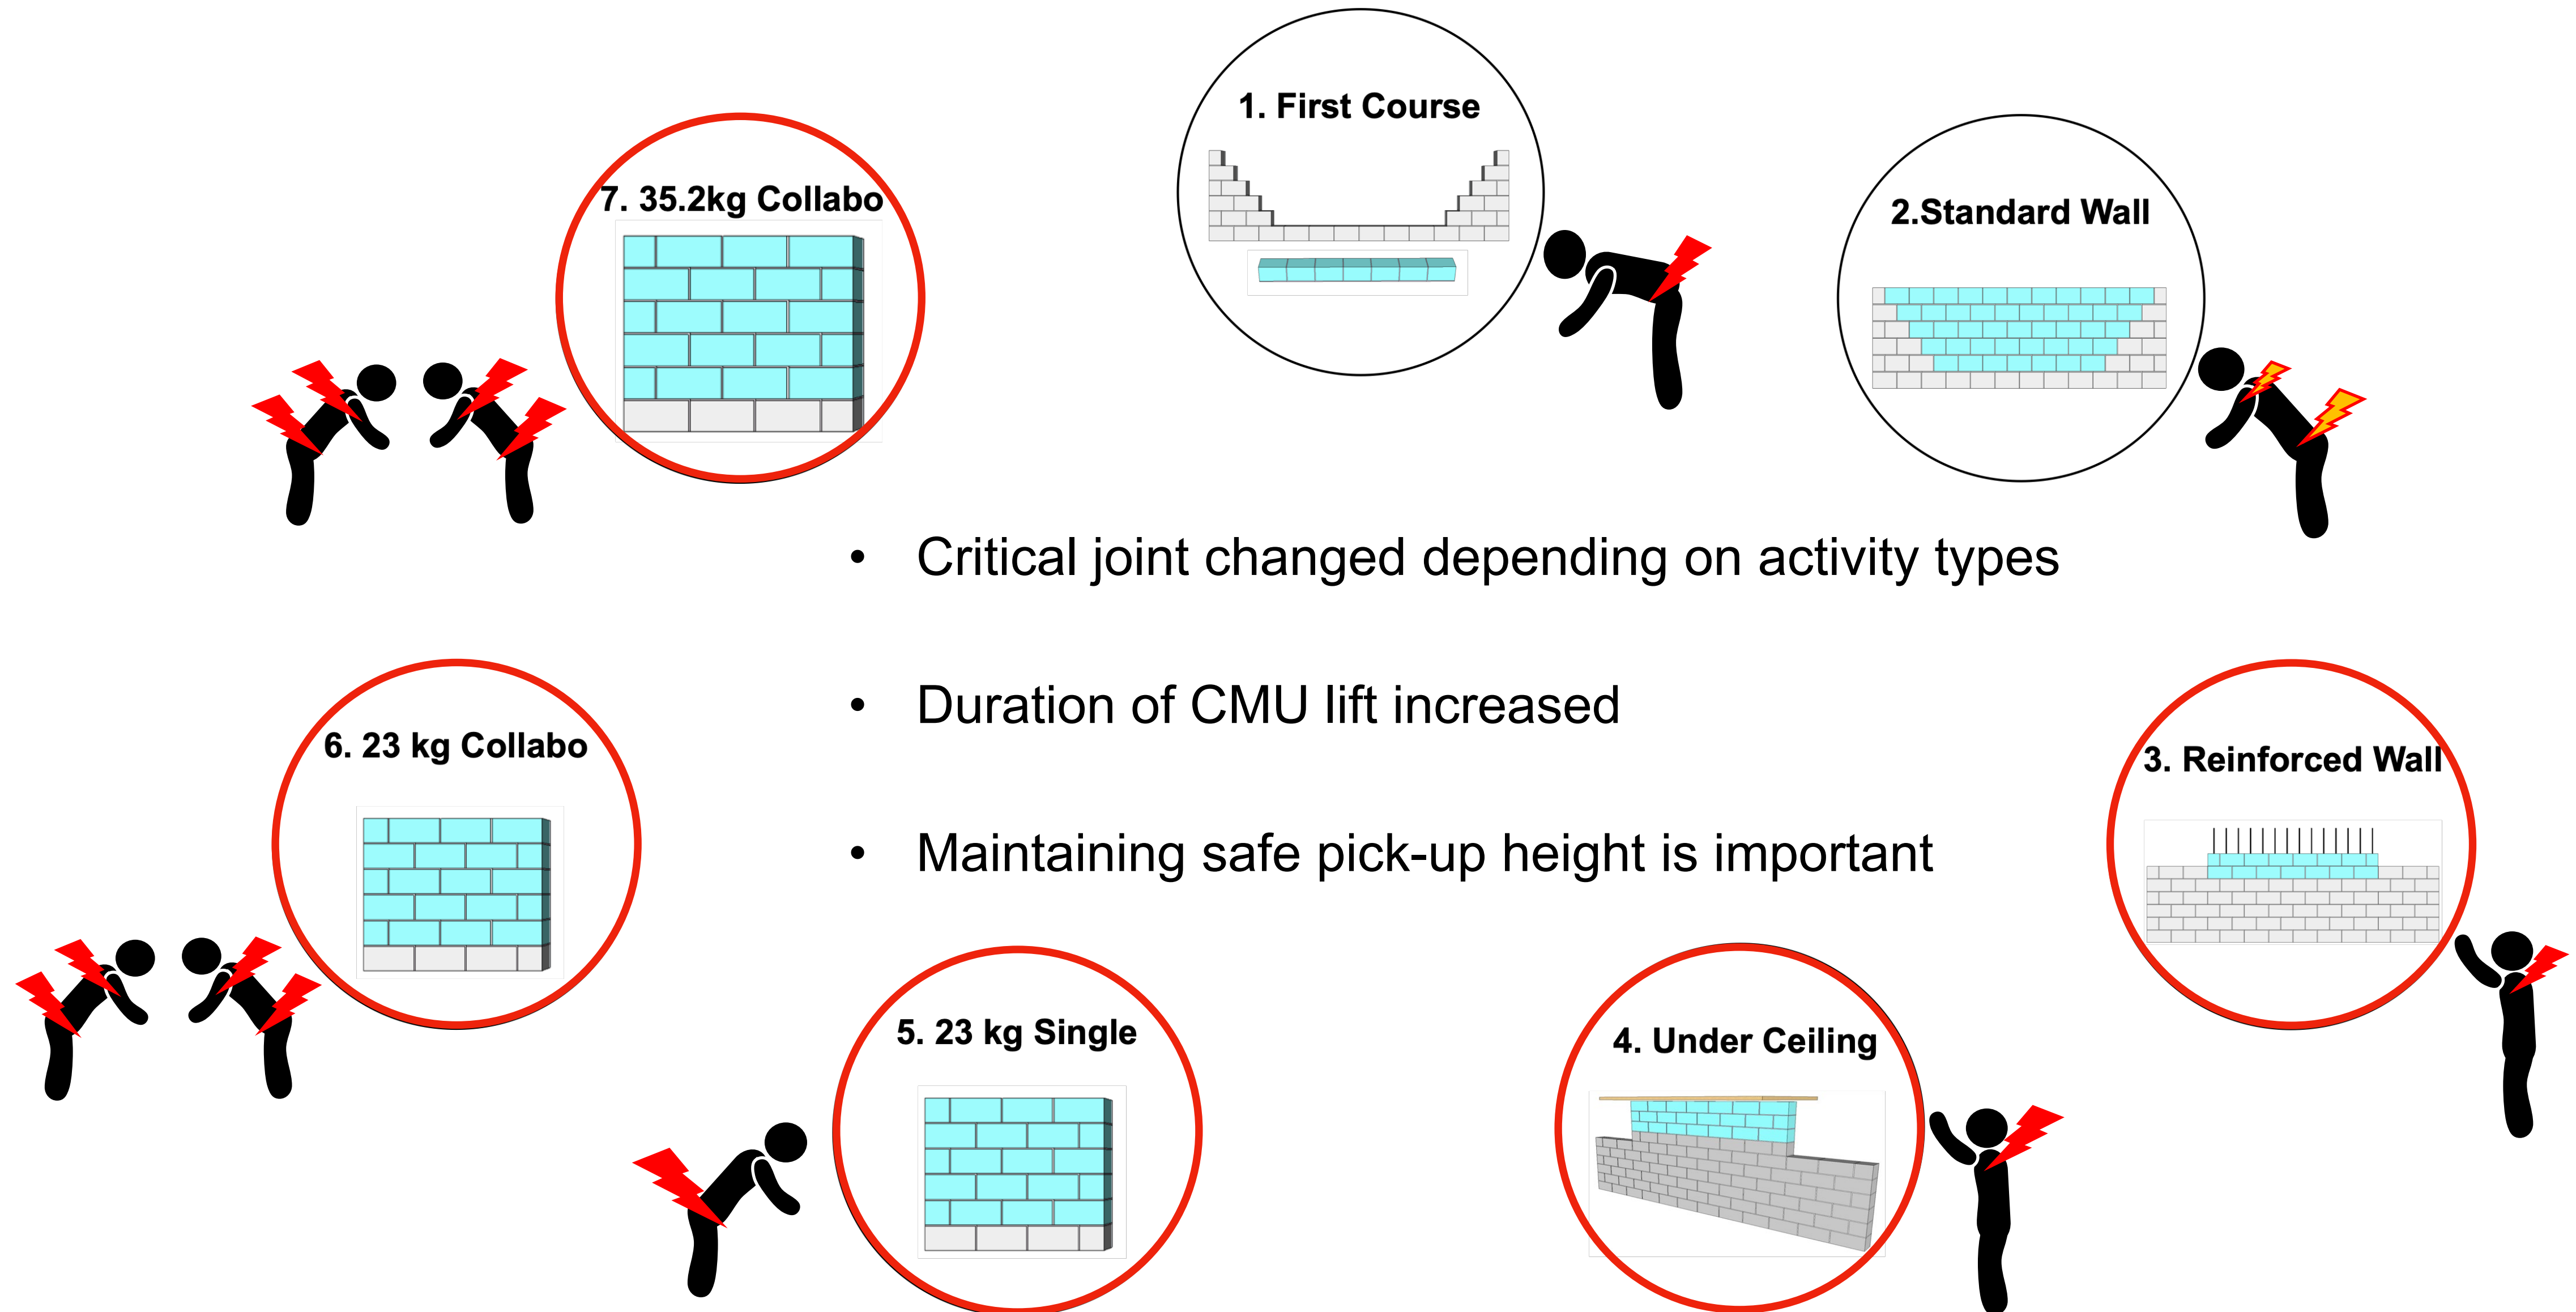 1. First Course
2.Standard Wall
7. 35.2kg Collabo
• Critical joint changed depending on activity types
• Duration of CMU lift increased
• Maintaining safe pick-up height is important
3. Reinforced Wall
6. 23 kg Collabo
5. 23 kg Single
4. Under Ceiling